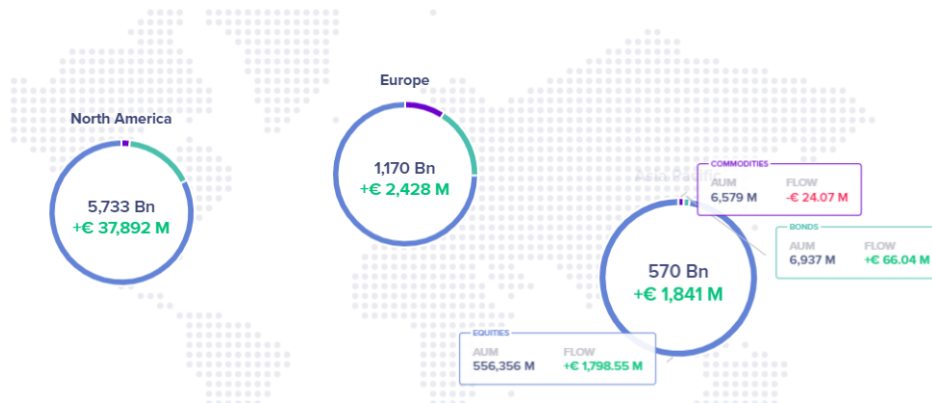 Europe
North America
1,170 Bn
+€ 2,428 M
COMMODITIES
Asia Pacific
AUM FLOW
6,579 M -€ 24.07 M
5,733 Bn
+€ 37,892 M
BONDS
AUM FLOW
6,937 M +€ 66.04 M
570 Bn
+€ 1,841 M
EQUITIES
AUM FLOW
556,356 M +€ 1,798.55 M